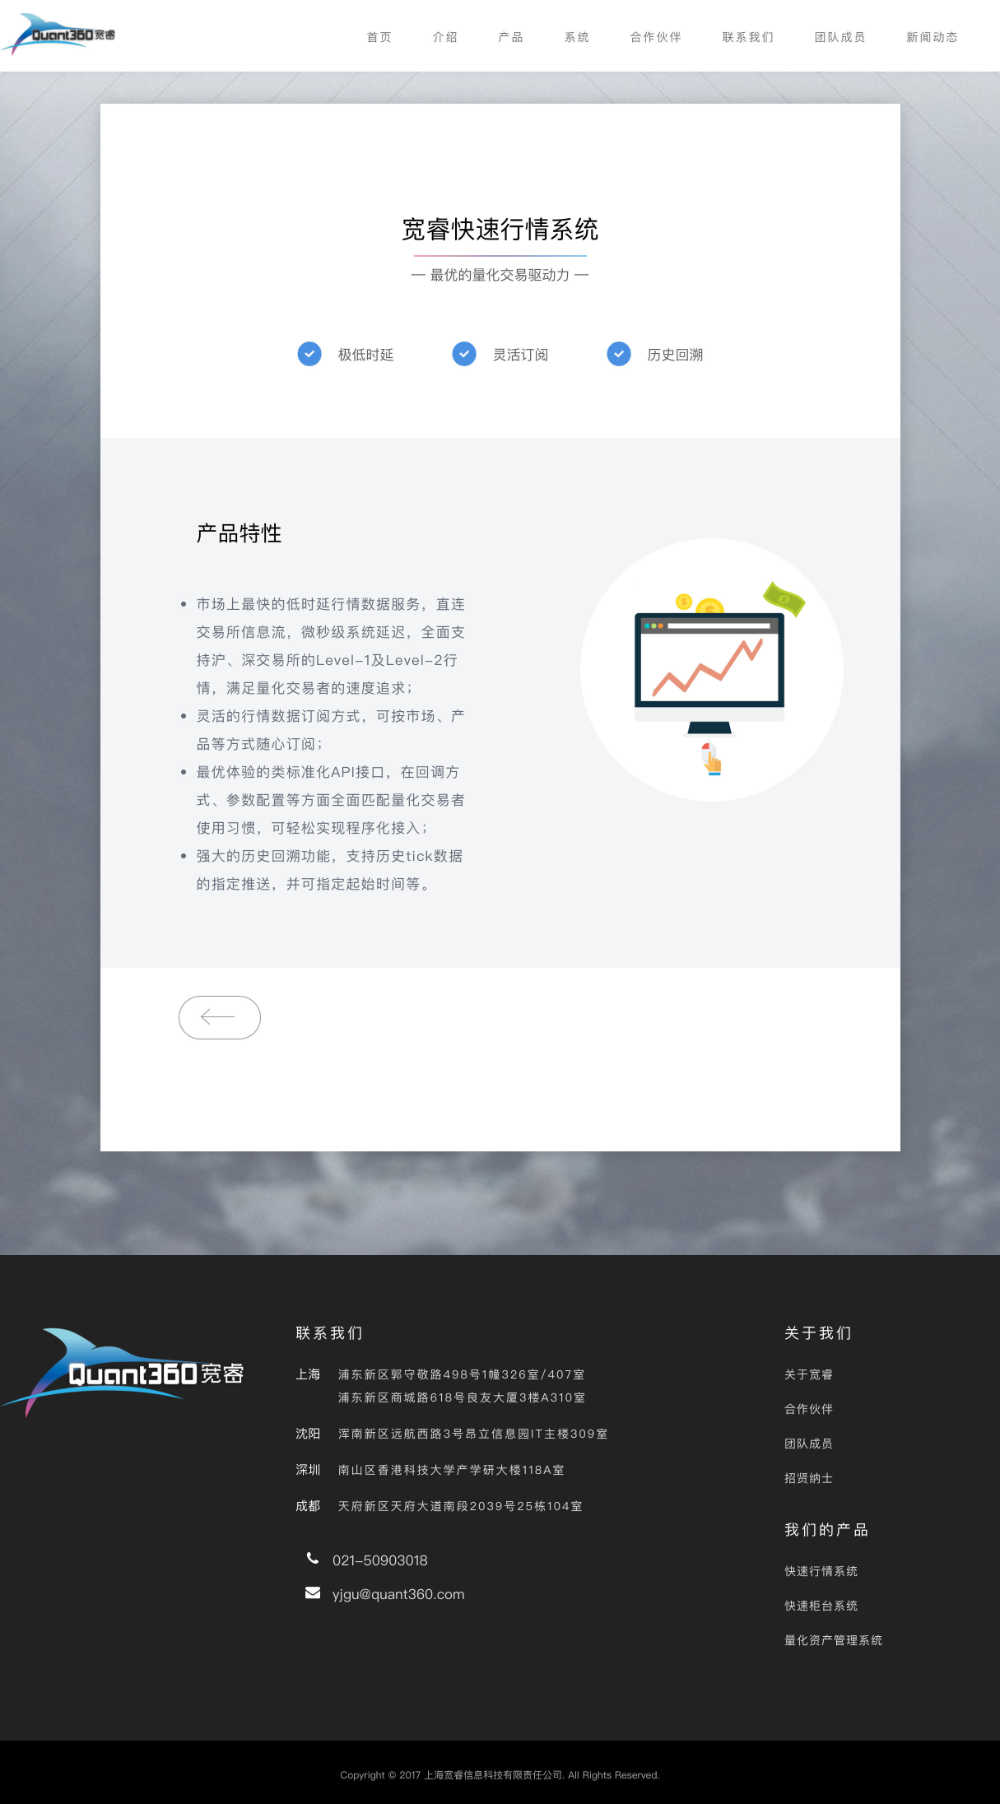 Quant360宽睿
首页 介绍 产品 系统 合作伙伴 联系我们 团队成员 新闻动态
宽睿快速行情系统
— 最优的量化交易驱动力 —
极低时延 灵活订阅 历史回溯
产品特性
市场上最快的低时延行情数据服务，直连
交易所信息流，微秒级系统延迟，全面支
持沪、深交易所的Level-1及Level-2行
情，满足量化交易者的速度追求；
灵活的行情数据订阅方式，可按市场、产
品等方式随心订阅；
最优体验的类标准化API接口，在回调方
式、参数配置等方面全面匹配量化交易者
使用习惯，可轻松实现程序化接入；
强大的历史回溯功能，支持历史tick数据
的指定推送，并可指定起始时间等。
Quant360宽睿
联系我们
上海 浦东新区郭守敬路498号1幢326室/407室
浦东新区商城路618号良友大厦3楼A310室
沈阳 浑南新区远航西路3号昂立信息园IT主楼309室
深圳 南山区香港科技大学产学研大楼118A室
成都 天府新区天府大道南段2039号25栋104室
021-50903018
yjgu@quant360.com
关于我们
关于宽睿
合作伙伴
团队成员
招贤纳士
我们的产品
快速行情系统
快速柜台系统
量化资产管理系统
Copyright © 2017 上海宽睿信息科技有限责任公司. All Rights Reserved.